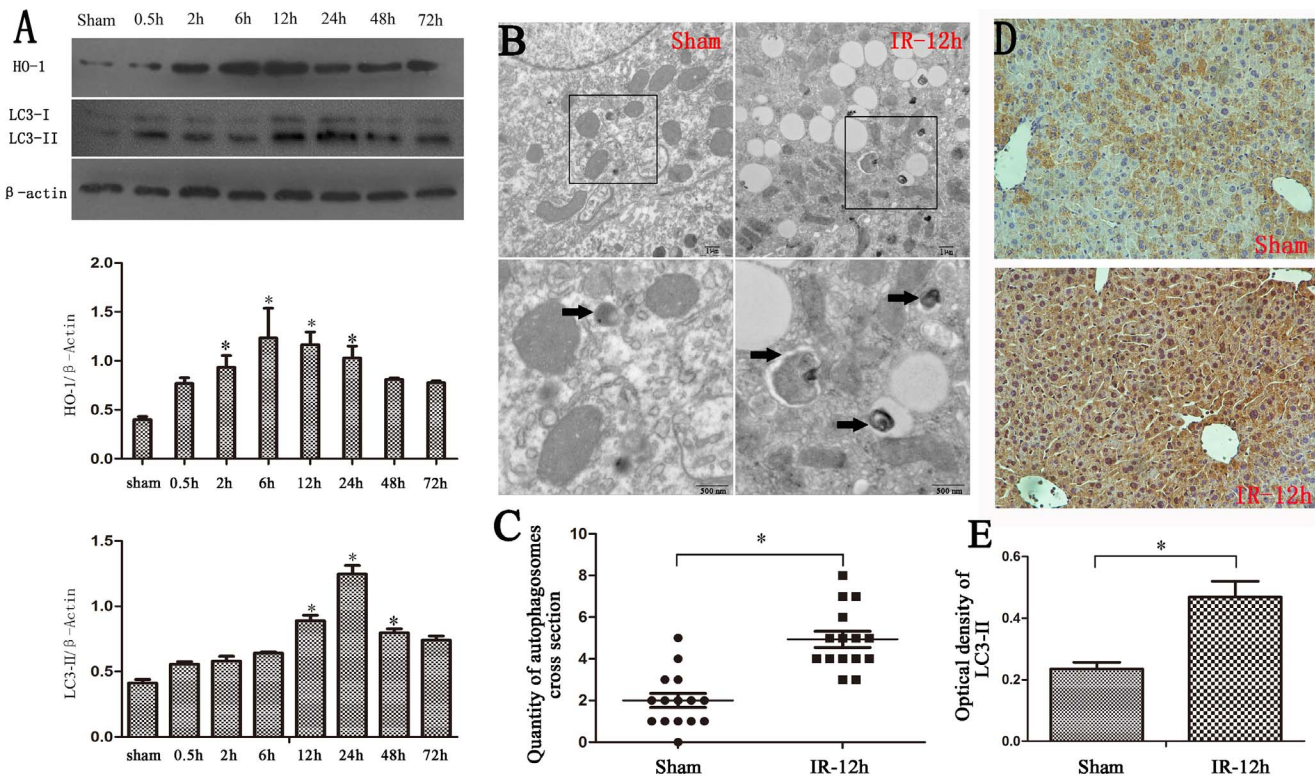 A
Sham 0.5h 2h 6h 12h 24h 48h 72h
HO-1
LC3-I
LC3-II
β-actin
2.0
1.5
1.0
0.5
0.0
HO-1/β-Actin
* * * *
sham 0.5h 2h 6h 12h 24h 48h 72h
1.5
1.0
0.5
0.0
LC3-II/β-Actin
* * *
sham 0.5h 2h 6h 12h 24h 48h 72h
B
Sham
IR-12h
1μm
1μm
500 nm
500 nm
C
Quantity of autophagosomes
cross section
10
8
6
4
2
0
*
Sham IR-12h
D
Sham
IR-12h
E
Optical density of
LC3-II
0.6
0.4
0.2
0.0
*
Sham IR-12h